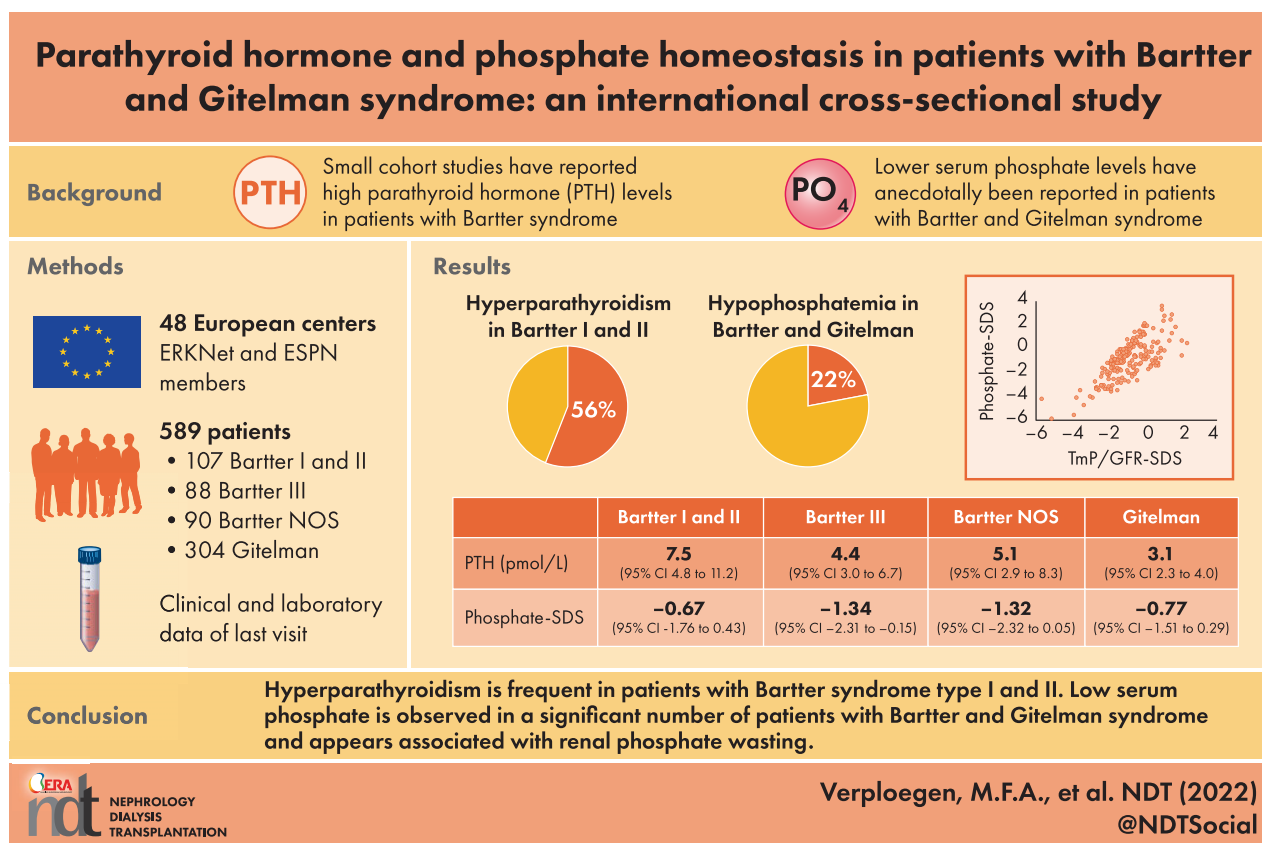 Parathyroid hormone and phosphate homeostasis in patients with Bartter
and Gitelman syndrome: an international cross-sectional study
Background
PTH
Small cohort studies have reported
high parathyroid hormone (PTH) levels
in patients with Bartter syndrome
PO4
Lower serum phosphate levels have
anecdotally been reported in patients
with Bartter and Gitelman syndrome
Methods
48 European centers
ERKNet and ESPN
members
589 patients
• 107 Bartter I and II
• 88 Bartter III
• 90 Bartter NOS
• 304 Gitelman
Clinical and laboratory
data of last visit
Results
Hyperparathyroidism
in Bartter I and II
56%
Hypophosphatemia in
Bartter and Gitelman
22%
Phosphate-SDS
4
2
0
−2
−4
−6
−6 −4 −2 0 2 4
TmP/GFR-SDS
Bartter I and II Bartter III Bartter NOS Gitelman
PTH (pmol/L)
7.5 4.4 5.1 3.1
(95% CI 4.8 to 11.2) (95% CI 3.0 to 6.7) (95% CI 2.9 to 8.3) (95% CI 2.3 to 4.0)
Phosphate-SDS
−0.67 −1.34 −1.32 −0.77
(95% CI -1.76 to 0.43) (95% CI −2.31 to −0.15) (95% CI −2.32 to 0.05) (95% CI −1.51 to 0.29)
Conclusion
Hyperparathyroidism is frequent in patients with Bartter syndrome type I and II. Low serum
phosphate is observed in a significant number of patients with Bartter and Gitelman syndrome
and appears associated with renal phosphate wasting.
ERA
ndt
NEPHROLOGY
DIALYSIS
TRANSPLANTATION
Verploegen, M.F.A., et al. NDT (2022)
@NDTSocial